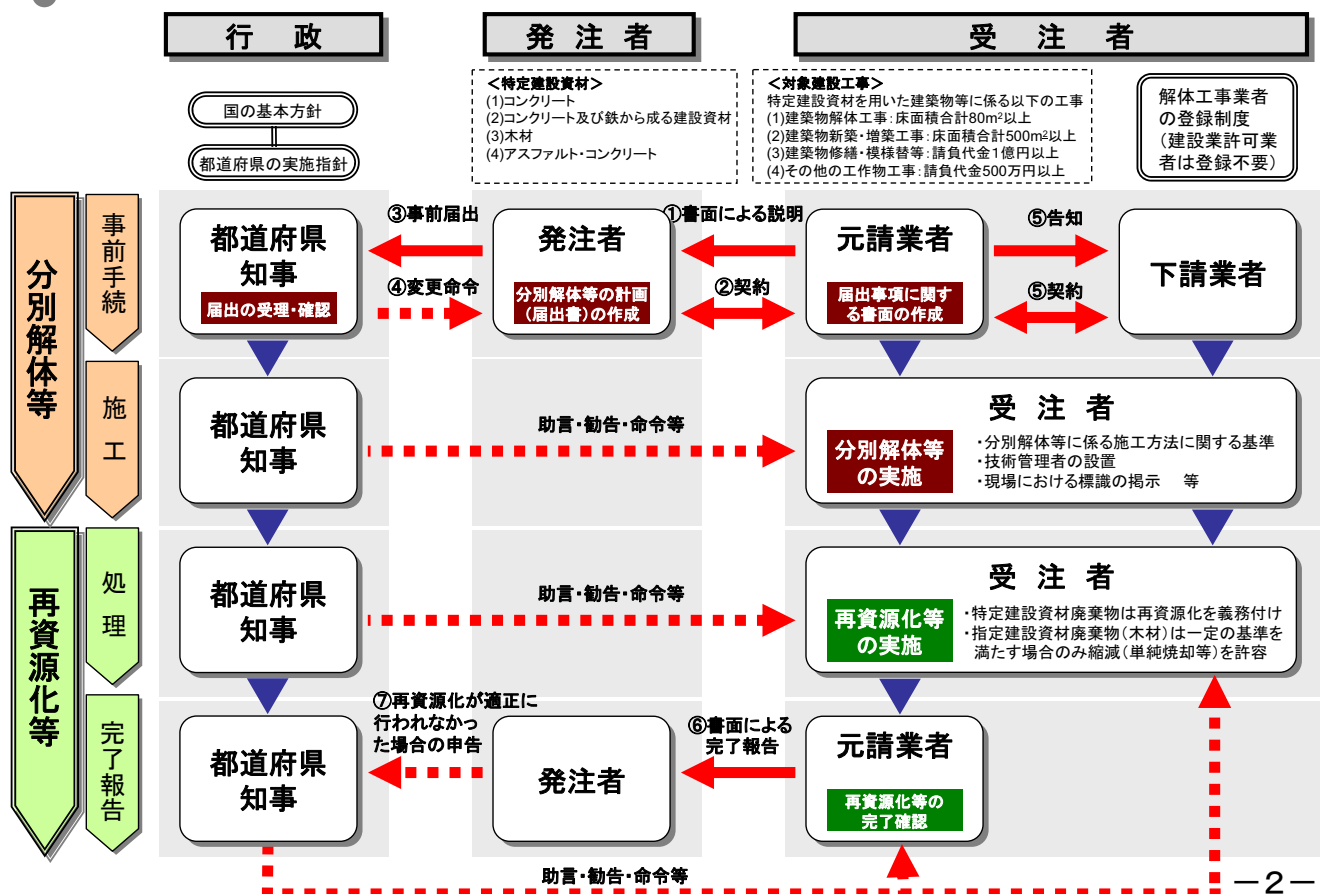 行 政
発 注 者
受 注 者
国の基本方針
都道府県の実施指針
＜特定建設資材＞
(1)コンクリート
(2)コンクリート及び鉄から成る建設資材
(3)木材
(4)アスファルト・コンクリート
＜対象建設工事＞
特定建設資材を用いた建築物等に係る以下の工事
(1)建築物解体工事：床面積合計80m²以上
(2)建築物新築・増築工事：床面積合計500m²以上
(3)建築物修繕・模様替等：請負代金1億円以上
(4)その他の工作物工事：請負代金500万円以上
解体工事業者
の登録制度
（建設業許可業
者は登録不要）
分別解体等
事前手続
都道府県
知事
届出の受理・確認
③事前届出
④変更命令
発注者
分別解体等の計画
（届出書）の作成
①書面による説明
②契約
元請業者
届出事項に関す
る書面の作成
⑤告知
⑤契約
下請業者
施 工
都道府県
知事
助言・勧告・命令等
受 注 者
分別解体等
の実施
・分別解体等に係る施工方法に関する基準
・技術管理者の設置
・現場における標識の掲示 等
再資源化等
処 理
都道府県
知事
助言・勧告・命令等
受 注 者
再資源化等
の実施
・特定建設資材廃棄物は再資源化を義務付け
・指定建設資材廃棄物（木材）は一定の基準を
満たす場合のみ縮減（単純焼却等）を許容
完了報告
都道府県
知事
⑦再資源化が適正に
行われなかっ
た場合の申告
発注者
⑥書面による
完了報告
元請業者
再資源化等の
完了確認
助言・勧告・命令等
－2－